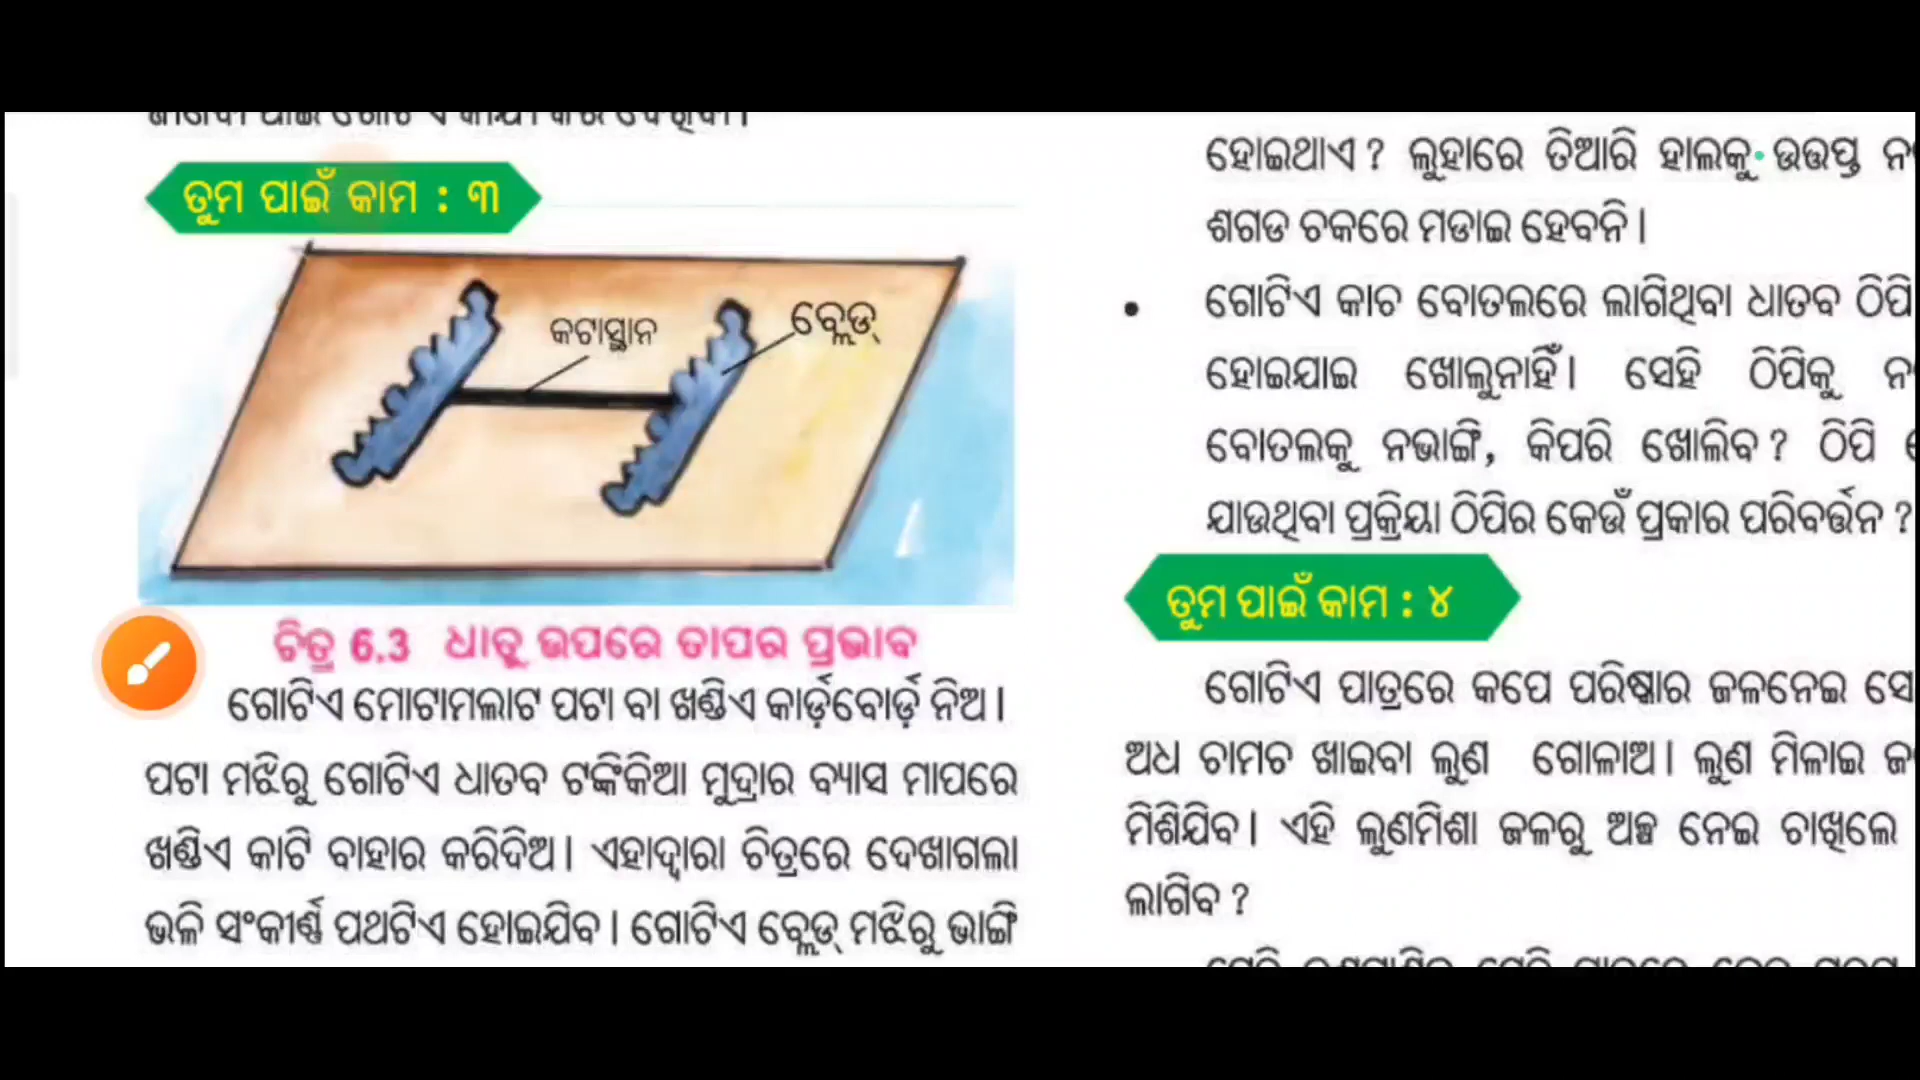 ତୁମ ପାଇଁ କାମ : ୩
କଟାସ୍ଥାନ
ବ୍ଲେଡ୍
ଚିତ୍ର 6.3 ଧାତୁ ଉପରେ ତାପର ପ୍ରଭାବ
ଗୋଟିଏ ମୋଟାମଲାଟ ପଟା ବା ଖଣ୍ଡିଏ କାର୍ଡ଼ବୋର୍ଡ଼ ନିଅ।
ପଟା ମଝିରୁ ଗୋଟିଏ ଧାତବ ଟଙ୍କିକିଆ ମୁଦ୍ରାର ବ୍ୟାସ ମାପରେ
ଖଣ୍ଡିଏ କାଟି ବାହାର କରିଦିଅ। ଏହାଦ୍ୱାରା ଚିତ୍ରରେ ଦେଖାଗଲା
ଭଳି ସଂକୀର୍ଣ୍ଣ ପଥଟିଏ ହୋଇଯିବ। ଗୋଟିଏ ବ୍ଲେଡ୍ ମଝିରୁ ଭାଙ୍ଗି
ହୋଇଥାଏ? ଲୁହାରେ ତିଆରି ହାଲକୁ ଉତ୍ତପ୍ତ ନ
ଶଗଡ ଚକରେ ମଡାଇ ହେବନି।
• ଗୋଟିଏ କାଚ ବୋତଲରେ ଲାଗିଥିବା ଧାତବ ଠିପି
ହୋଇଯାଇ ଖୋଲୁନାହିଁ। ସେହି ଠିପିକୁ ନ
ବୋତଲକୁ ନଭାଙ୍ଗି, କିପରି ଖୋଲିବ? ଠିପି
ଯାଉଥିବା ପ୍ରକ୍ରିୟା ଠିପିର କେଉଁ ପ୍ରକାର ପରିବର୍ତ୍ତନ?
ତୁମ ପାଇଁ କାମ : ୪
ଗୋଟିଏ ପାତ୍ରରେ କପେ ପରିଷ୍କାର ଜଳନେଇ ସେ
ଅଧ ଚାମଚ ଖାଇବା ଲୁଣ ଗୋଳାଅ। ଲୁଣ ମିଳାଇ ଜ
ମିଶିଯିବ। ଏହି ଲୁଣମିଶା ଜଳରୁ ଅଳ୍ପ ନେଇ ଚାଖିଲେ
ଲାଗିବ?